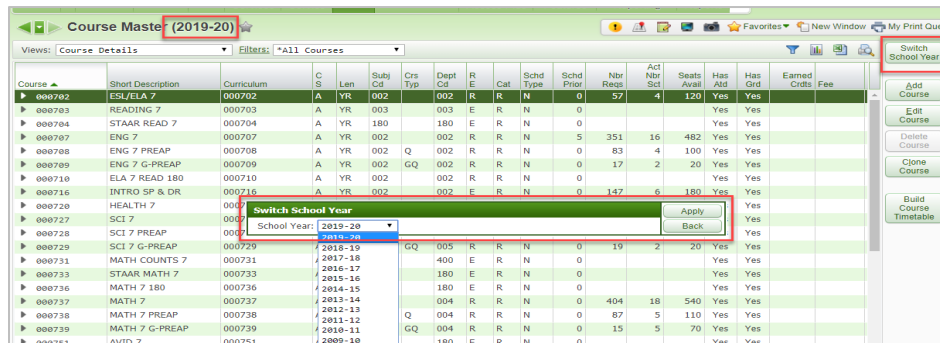 Course Master (2019-20)
Favorites New Window My Print Que
Views: Course Details Filters: *All Courses
Switch School Year
Course Short Description Curriculum C S Len Subj Cd Crs Typ Dept Cd R E Cat Schd Type Schd Prior Nbr Reqs Act Nbr Sct Seats Avail Has Atd Has Grd Earned Crdts Fee
000702 ESL/ELA 7 000702 A YR 002 002 R R N 0 57 4 120 Yes Yes
000703 READING 7 000703 A YR 003 003 E R N 0 Yes Yes
000704 STAAR READ 7 000704 A YR 180 180 E R N 0 Yes Yes
000707 ENG 7 000707 A YR 002 002 R R N 5 351 16 482 Yes Yes
000708 ENG 7 PREAP 000708 A YR 002 Q 002 R R N 0 83 4 100 Yes Yes
000709 ENG 7 G-PREAP 000709 A YR 002 GQ 002 R R N 0 17 2 20 Yes Yes
000710 ELA 7 READ 180 000710 A YR 002 002 R R N 0 Yes Yes
000716 INTRO SP & DR 000716 A YR 002 002 E R N 0 147 6 180 Yes Yes
000720 HEALTH 7
000727 SCI 7
000728 SCI 7 PREAP
000729 SCI 7 G-PREAP 000729 GQ 005 R R N 0 19 2 20 Yes Yes
000731 MATH COUNTS 7 000731 400 E R N 0 Yes Yes
000733 STAAR MATH 7 000733 180 E R N 0 Yes Yes
000736 MATH 7 180 000736 180 E R N 0 Yes Yes
000737 MATH 7 000737 004 R R N 0 404 18 540 Yes Yes
000738 MATH 7 PREAP 000738 Q 004 R R N 0 87 5 110 Yes Yes
000739 MATH 7 G-PREAP 000739 GQ 004 R R N 0 15 5 70 Yes Yes
000751 AVID 7 000751 180 E R N 0 Yes Yes
Switch School Year
School Year: 2019-20
Apply
Back
2019-20
2018-19
2017-18
2016-17
2015-16
2014-15
2013-14
2012-13
2011-12
2010-11
2009-10
Add Course
Edit Course
Delete Course
Clone Course
Build Course Timetable